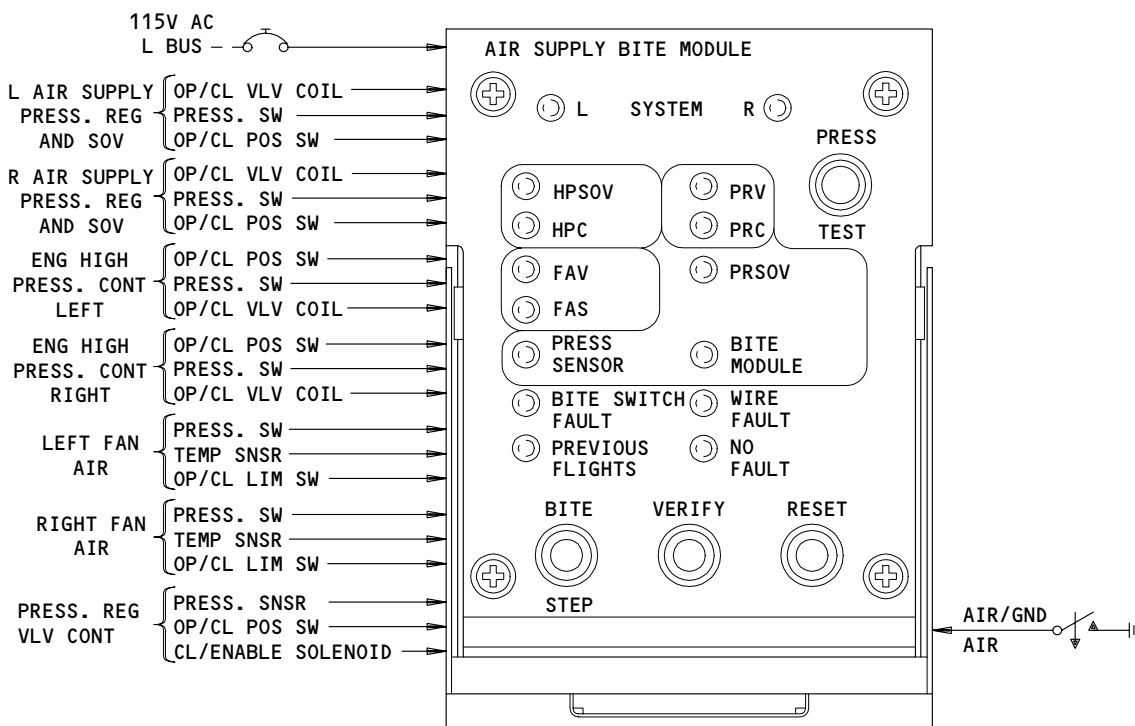 115V AC
L BUS
L AIR SUPPLY
PRESS. REG
AND SOV
OP/CL VLV COIL
PRESS. SW
OP/CL POS SW
R AIR SUPPLY
PRESS. REG
AND SOV
OP/CL VLV COIL
PRESS. SW
OP/CL POS SW
ENG HIGH
PRESS. CONT
LEFT
OP/CL POS SW
PRESS. SW
OP/CL VLV COIL
ENG HIGH
PRESS. CONT
RIGHT
OP/CL POS SW
PRESS. SW
OP/CL VLV COIL
LEFT FAN
AIR
PRESS. SW
TEMP SNSR
OP/CL LIM SW
RIGHT FAN
AIR
PRESS. SW
TEMP SNSR
OP/CL LIM SW
PRESS. REG
VLV CONT
PRESS. SNSR
OP/CL POS SW
CL/ENABLE SOLENOID
AIR SUPPLY BITE MODULE
L SYSTEM R
PRESS
TEST
HPSOV
HPC
PRV
PRC
FAV
FAS
PRSOV
PRESS
SENSOR
BITE
MODULE
BITE SWITCH
FAULT
WIRE
FAULT
PREVIOUS
FLIGHTS
NO
FAULT
BITE
STEP
VERIFY
RESET
AIR/GND
AIR